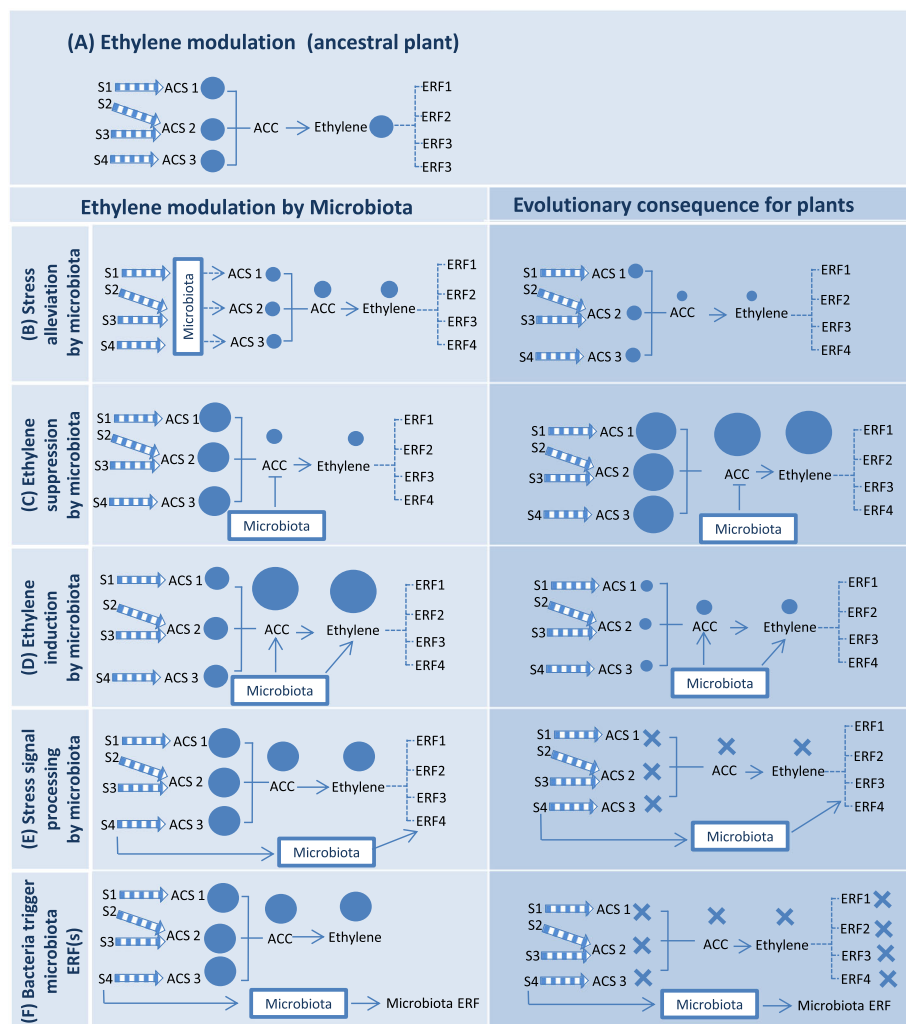 (A) Ethylene modulation (ancestral plant)
S1 ACS 1 ERF1
S2
S3 ACS 2 ACC Ethylene ERF2
ERF3
S4 ACS 3 ERF3
Ethylene modulation by Microbiota
Evolutionary consequence for plants
(B) Stress
alleviation
by microbiota
S1 ACS 1 ERF1
S2 Microbiota ERF2
S3 ACS 2 ACC Ethylene ERF3
S4 ACS 3 ERF4
S1 ACS 1 ERF1
S2 ERF2
S3 ACS 2 ACC Ethylene ERF3
S4 ACS 3 ERF4
(C) Ethylene
suppression
by microbiota
S1 ACS 1 ERF1
S2 ERF2
S3 ACS 2 ACC Ethylene ERF3
S4 ACS 3 ERF4
Microbiota
S1 ACS 1 ERF1
S2 ERF2
S3 ACS 2 ACC Ethylene ERF3
S4 ACS 3 ERF4
Microbiota
(D) Ethylene
induction
by microbiota
S1 ACS 1 ERF1
S2 ERF2
S3 ACS 2 ACC Ethylene ERF3
S4 ACS 3 ERF4
Microbiota
S1 ACS 1 ERF1
S2 ERF2
S3 ACS 2 ACC Ethylene ERF3
S4 ACS 3 ERF4
Microbiota
(E) Stress signal
processing
by microbiota
S1 ACS 1 ERF1
S2 ERF2
S3 ACS 2 ACC Ethylene ERF3
S4 ACS 3 ERF4
Microbiota
S1 ACS 1 ERF1
S2 ERF2
S3 ACS 2 ACC Ethylene ERF3
S4 ACS 3 ERF4
Microbiota
(F) Bacteria trigger
microbiota
ERF(s)
S1 ACS 1
S2
S3 ACS 2 ACC Ethylene
S4 ACS 3
Microbiota Microbiota ERF
S1 ACS 1 ERF1
S2 ERF2
S3 ACS 2 ACC Ethylene ERF3
S4 ACS 3 ERF4
Microbiota Microbiota ERF